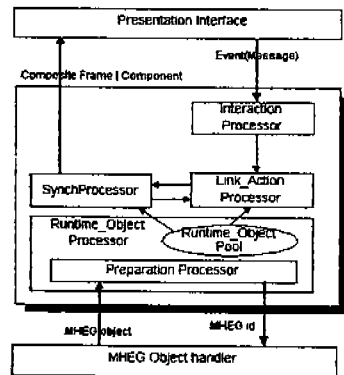 Presentation Interface
Event(Message)
Composite Frame | Component
Interaction
Processor
SynchProcessor
Link_Action
Processor
Runtime_Object
Processor
Runtime_Object
Pool
Preparation Processor
MHEG object
MHEG id
MHEG Object handler